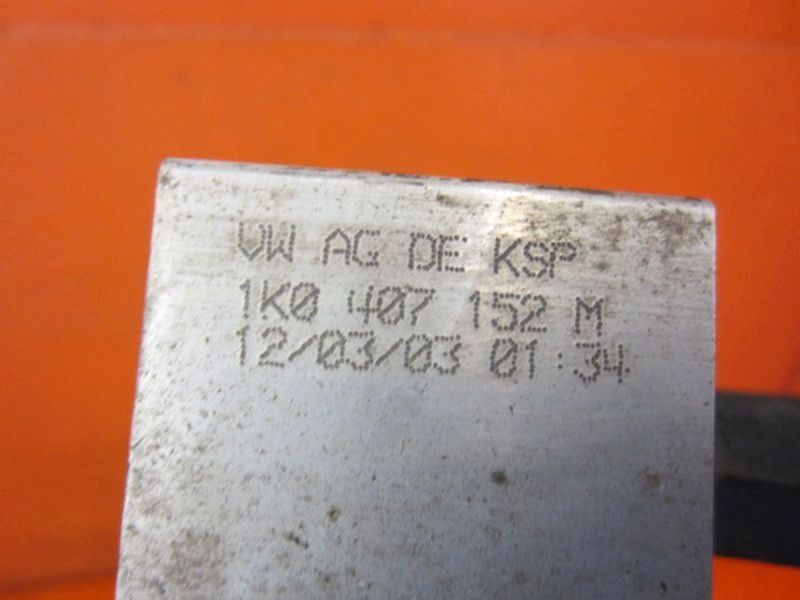 VW AG DE KSP
1K0 407 152 M
12/03/03 01:34